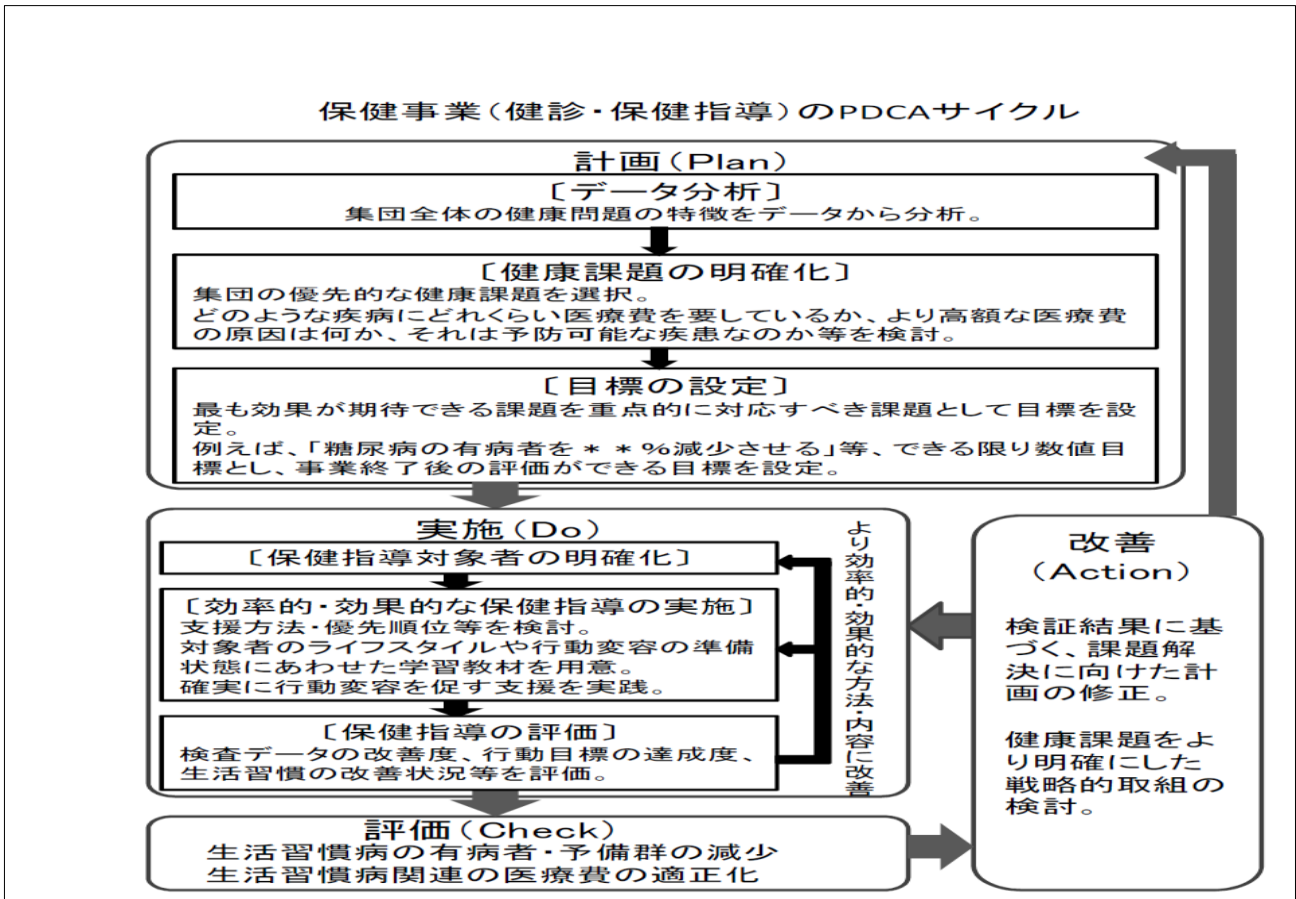 保健事業(健診・保健指導)のPDCAサイクル
計画(Plan)
〔データ分析〕
集団全体の健康問題の特徴をデータから分析。
〔健康課題の明確化〕
集団の優先的な健康課題を選択。
どのような疾病にどれくらい医療費を要しているか、より高額な医療費
の原因は何か、それは予防可能な疾患なのか等を検討。
〔目標の設定〕
最も効果が期待できる課題を重点的に対応すべき課題として目標を設
定。
例えば、「糖尿病の有病者を**%減少させる」等、できる限り数値目
標とし、事業終了後の評価ができる目標を設定。
実施(Do)
〔保健指導対象者の明確化〕
〔効率的・効果的な保健指導の実施〕
支援方法・優先順位等を検討。
対象者のライフスタイルや行動変容の準備
状態にあわせた学習教材を用意。
確実に行動変容を促す支援を実践。
〔保健指導の評価〕
検査データの改善度、行動目標の達成度、
生活習慣の改善状況等を評価。
より効率的・効果的な方法・内容に改善
評価(Check)
生活習慣病の有病者・予備群の減少
生活習慣病関連の医療費の適正化
改善
(Action)
検証結果に基
づく、課題解
決に向けた計
画の修正。
健康課題をよ
り明確にした
戦略的取組の
検討。